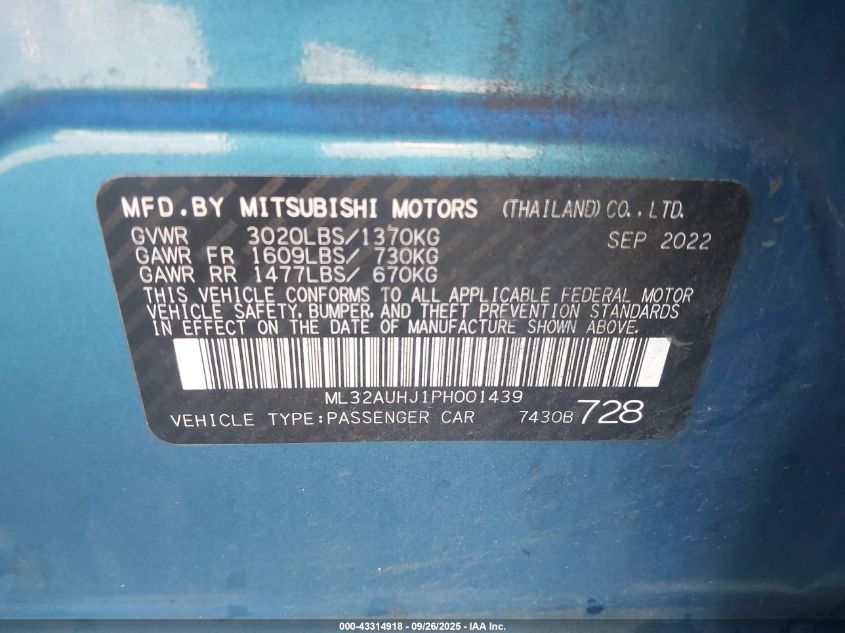 MFD.BY MITSUBISHI MOTORS (THAILAND) CO., LTD.
GVWR 3020LBS/1370KG SEP 2022
GAWR FR 1609LBS/ 730KG
GAWR RR 1477LBS/ 670KG
THIS VEHICLE CONFORMS TO ALL APPLICABLE FEDERAL MOTOR
VEHICLE SAFETY, BUMPER, AND THEFT PREVENTION STANDARDS
IN EFFECT ON THE DATE OF MANUFACTURE SHOWN ABOVE.
ML32AUHJ1PH001439
VEHICLE TYPE:PASSENGER CAR 7430B 728
000-43314918 - 09/26/2025 - IAA Inc.